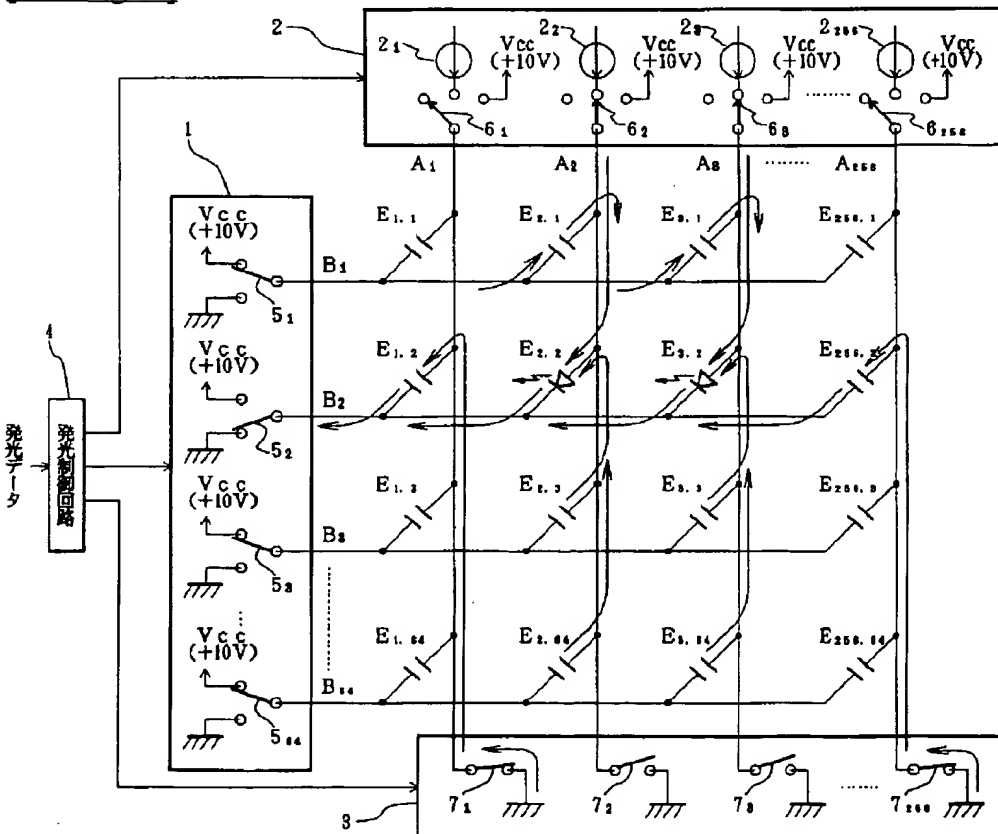 2
2₁
2₂
2₃
2₂₅₆
Vcc
(+10V)
Vcc
(+10V)
Vcc
(+10V)
Vcc
(+10V)
6₁
6₂
6₃
6₂₅₆
A₁
A₂
A₃
A₂₅₆
1
Vcc
(+10V)
B₁
5₁
E₁.₁
E₂.₁
E₃.₁
E₂₅₆.₁
4
発光データ
発光制御回路
Vcc
(+10V)
B₂
5₂
E₁.₂
E₂.₂
E₃.₂
E₂₅₆.₂
Vcc
(+10V)
B₃
5₃
E₁.₃
E₂.₃
E₃.₃
E₂₅₆.₃
Vcc
(+10V)
B₆₄
5₆₄
E₁.₆₄
E₂.₆₄
E₃.₆₄
E₂₅₆.₆₄
3
7₁
7₂
7₃
7₂₅₆